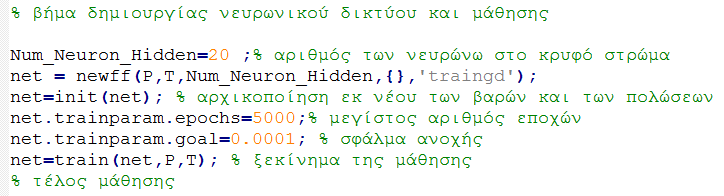 % βήμα δημιουργίας νευρωνικού δικτύου και μάθησης
Num_Neuron_Hidden=20 ;% αριθμός των νευρώνω στο κρυφό στρώμα
net = newff(P,T,Num_Neuron_Hidden,{},'traingd');
net=init(net); % αρχικοποίηση εκ νέου των βαρών και των πολώσεων
net.trainparam.epochs=5000;% μεγίστος αριθμός εποχών
net.trainparam.goal=0.0001; % σφάλμα ανοχής
net=train(net,P,T); % ξεκίνημα της μάθησης
% τέλος μάθησης